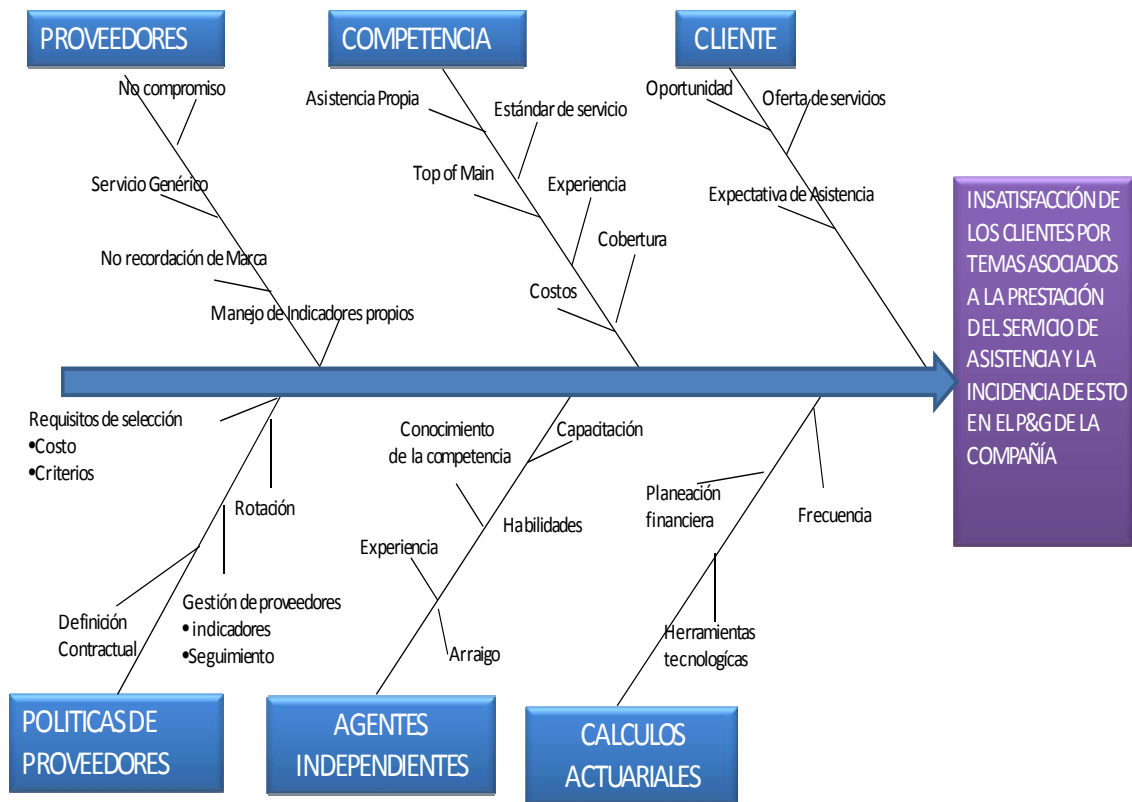 PROVEEDORES
COMPETENCIA
CLIENTE
No compromiso
Servicio Genérico
No recordación de Marca
Manejo de Indicadores propios
Asistencia Propia
Estándar de servicio
Top of Main
Experiencia
Cobertura
Costos
Oportunidad
Oferta de servicios
Expectativa de Asistencia
INSATISFACCIÓN DE
LOS CLIENTES POR
TEMAS ASOCIADOS
A LA PRESTACIÓN
DEL SERVICIO DE
ASISTENCIA Y LA
INCIDENCIA DE ESTO
EN EL P&G DE LA
COMPAÑÍA
Requisitos de selección
•Costo
•Criterios
Rotación
Definición
Contractual
Gestión de proveedores
• indicadores
•Seguimiento
Conocimiento
de la competencia
Capacitación
Habilidades
Experiencia
Arraigo
Planeación
financiera
Frecuencia
Herramientas
tecnologícas
POLITICAS DE
PROVEEDORES
AGENTES
INDEPENDIENTES
CALCULOS
ACTUARIALES